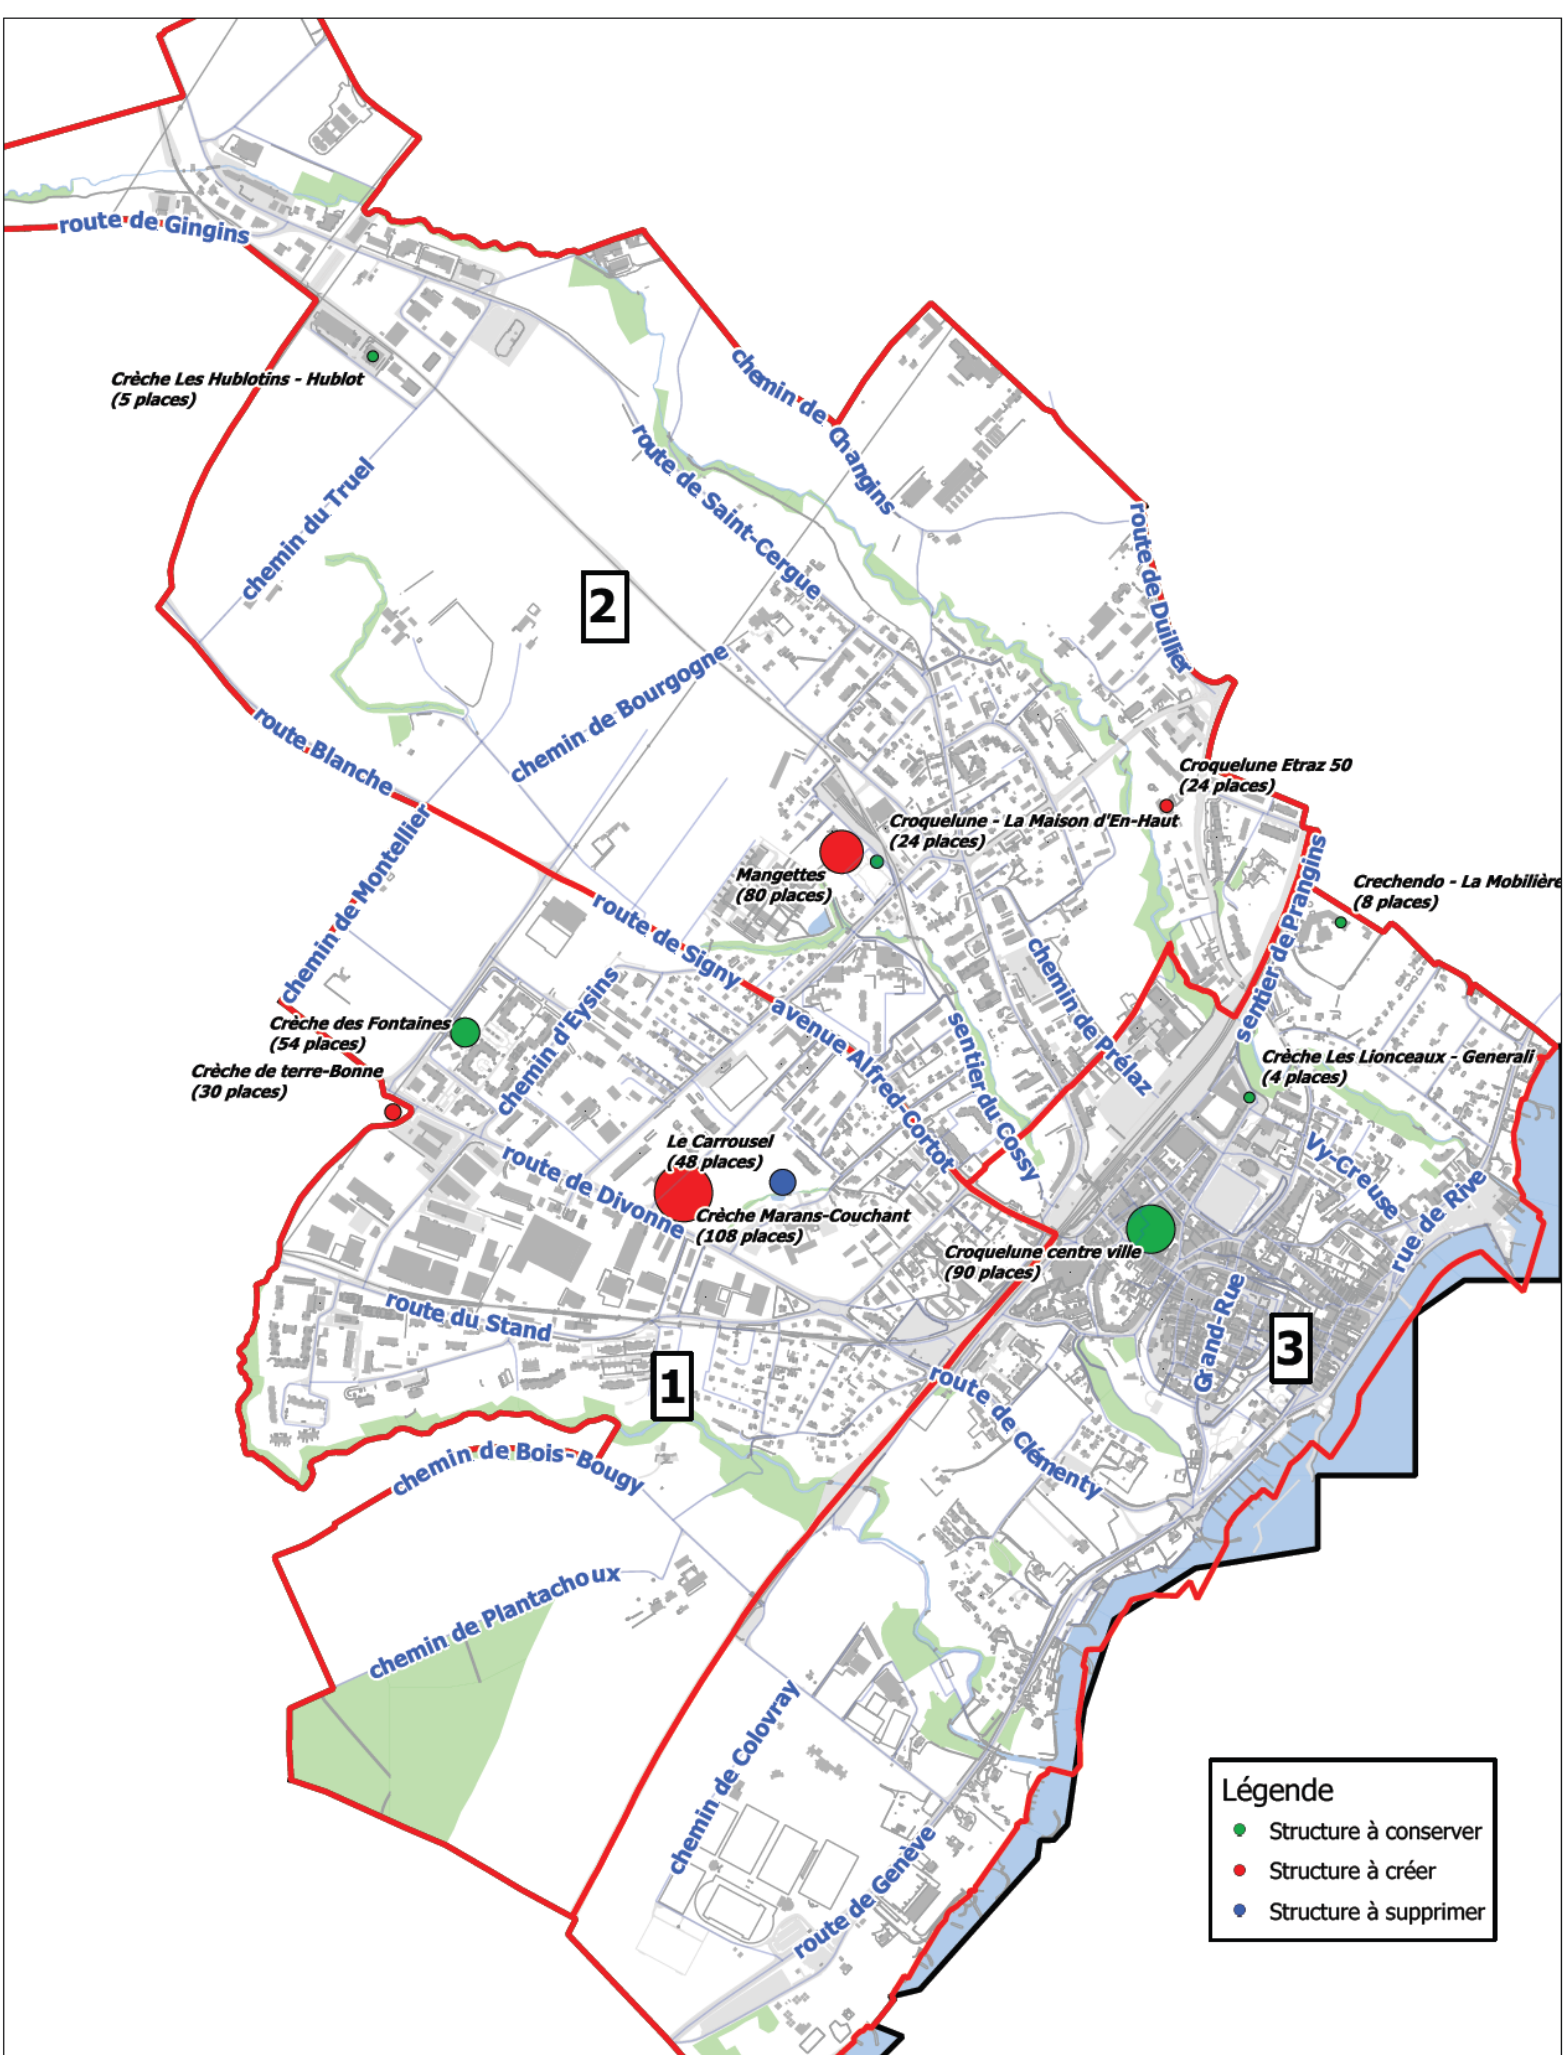 route de Gingins
Crèche Les Hublotins - Hublot
(5 places)
chemin de Changins
route de Saint-Cergue
chemin du Truel
route de Duillier
2
chemin de Bourgogne
route Blanche
Croquelune Etraz 50
(24 places)
Croquelune - La Maison d'En-Haut
(24 places)
chemin de Montellier
Mangettes
(80 places)
sentier de Prangins
Crechendo - La Mobilière
(8 places)
route de Signy
chemin de Prélaz
chemin d'Eysins
avenue Alfred-Cortot
sentier du Cossy
Crèche des Fontaines
(54 places)
Crèche Les Lionceaux - Generali
(4 places)
Crèche de terre-Bonne
(30 places)
Le Carrousel
(48 places)
Vy-Creuse
route de Divonne
rue de Rive
Crèche Marans-Couchant
(108 places)
Croquelune centre ville
(90 places)
Grand-Rue
route du Stand
3
1
route de Clémenty
chemin de Bois-Bougy
chemin de Plantachoux
chemin de Colovray
route de Genève
Légende
Structure à conserver
Structure à créer
Structure à supprimer